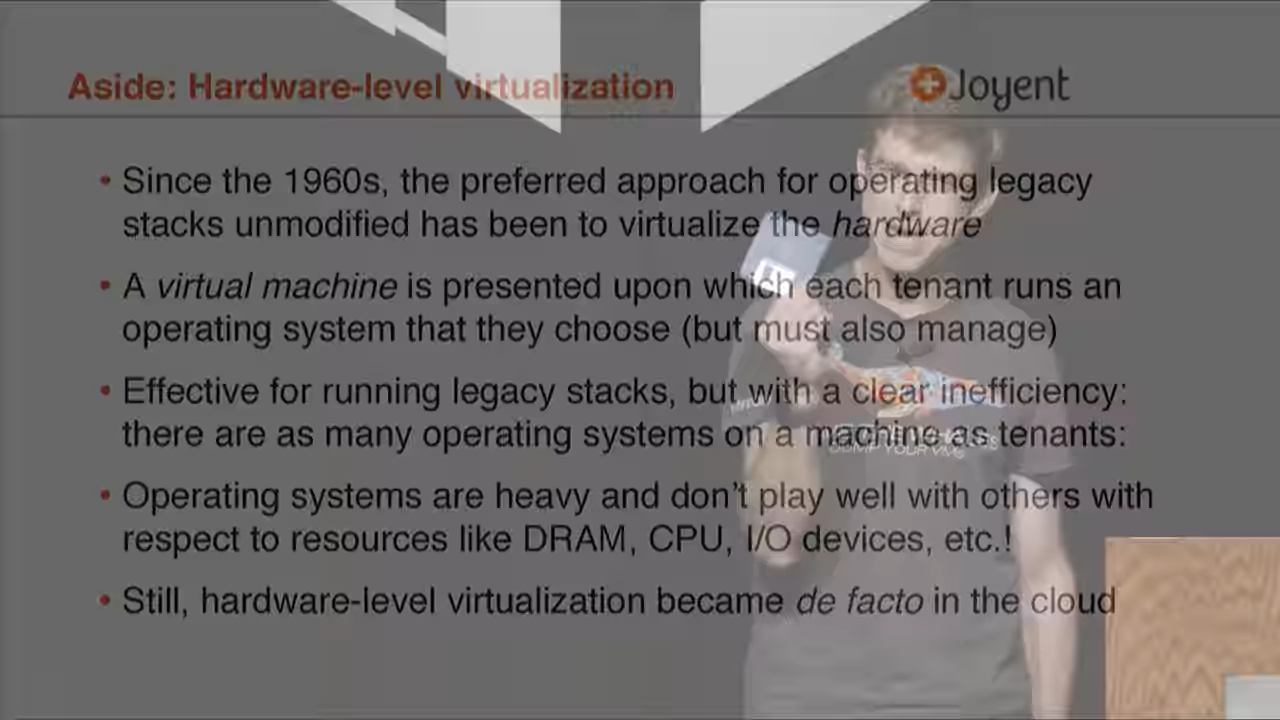 Aside: Hardware-level virtualization
Joyent
• Since the 1960s, the preferred approach for operating legacy
stacks unmodified has been to virtualize the hardware
• A virtual machine is presented upon which each tenant runs an
operating system that they choose (but must also manage)
• Effective for running legacy stacks, but with a clear inefficiency:
there are as many operating systems on a machine as tenants:
• Operating systems are heavy and don't play well with others with
respect to resources like DRAM, CPU, I/O devices, etc.!
• Still, hardware-level virtualization became de facto in the cloud
YOUR VMS